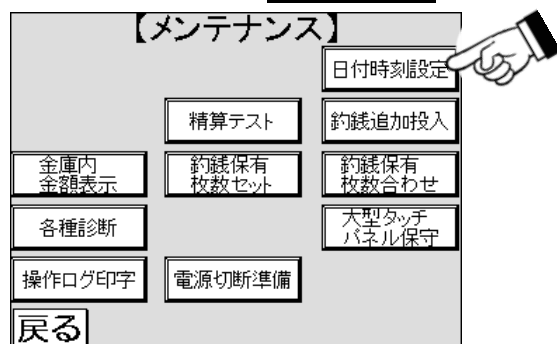 【メンテナンス】
日付時刻設定
精算テスト
釣銭追加投入
金庫内
金額表示
釣銭保有
枚数セット
釣銭保有
枚数合わせ
各種診断
大型タッチ
パネル保守
操作ログ印字
電源切断準備
戻る